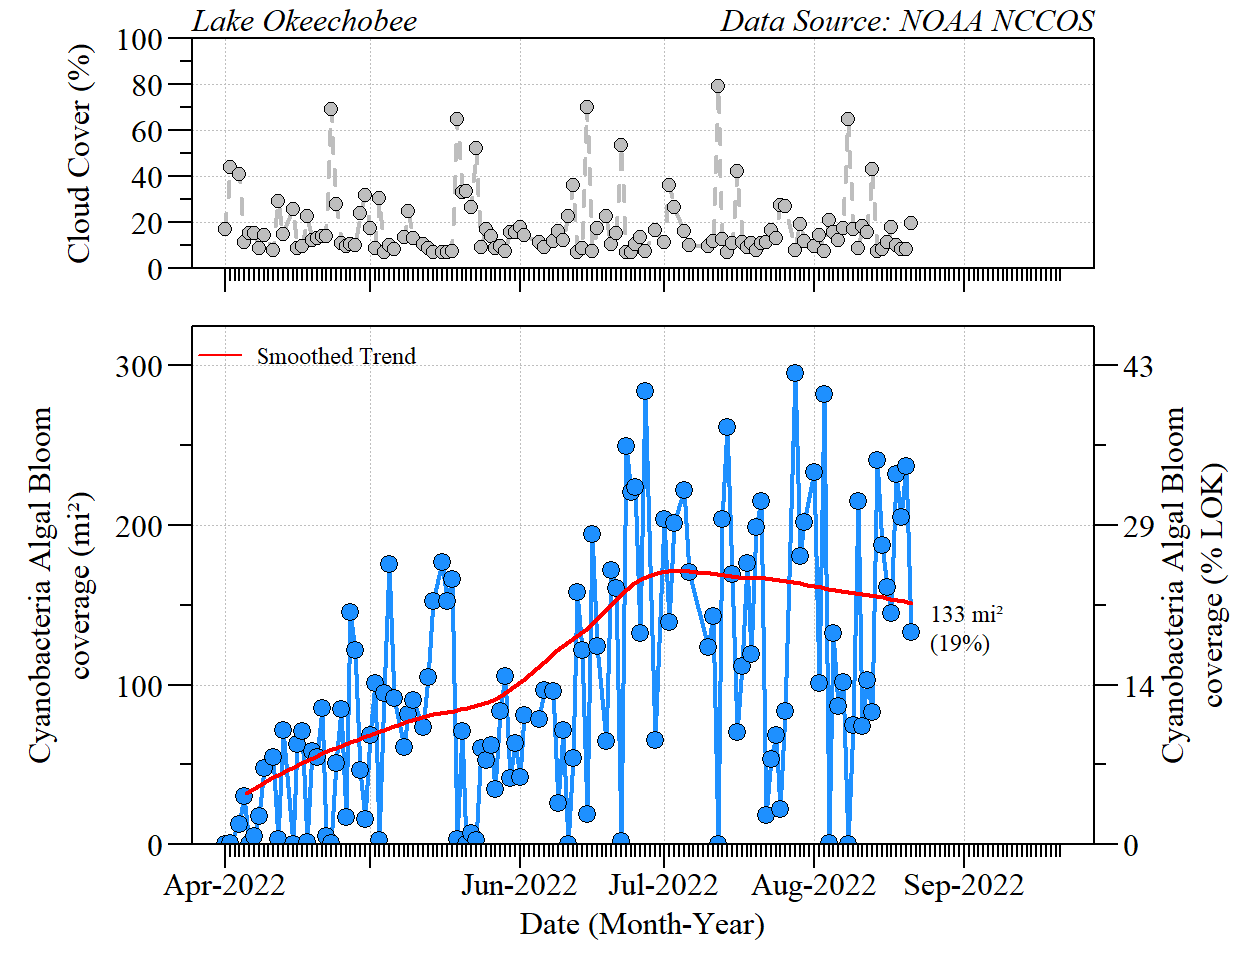 Lake Okeechobee
Data Source: NOAA NCCOS
Cloud Cover (%)
100
80
60
40
20
0
Smoothed Trend
Cyanobacteria Algal Bloom
coverage (mi²)
300
200
100
0
43
29
14
0
Cyanobacteria Algal Bloom
coverage (% LOK)
133 mi²
(19%)
Apr-2022
Jun-2022
Jul-2022
Aug-2022
Sep-2022
Date (Month-Year)